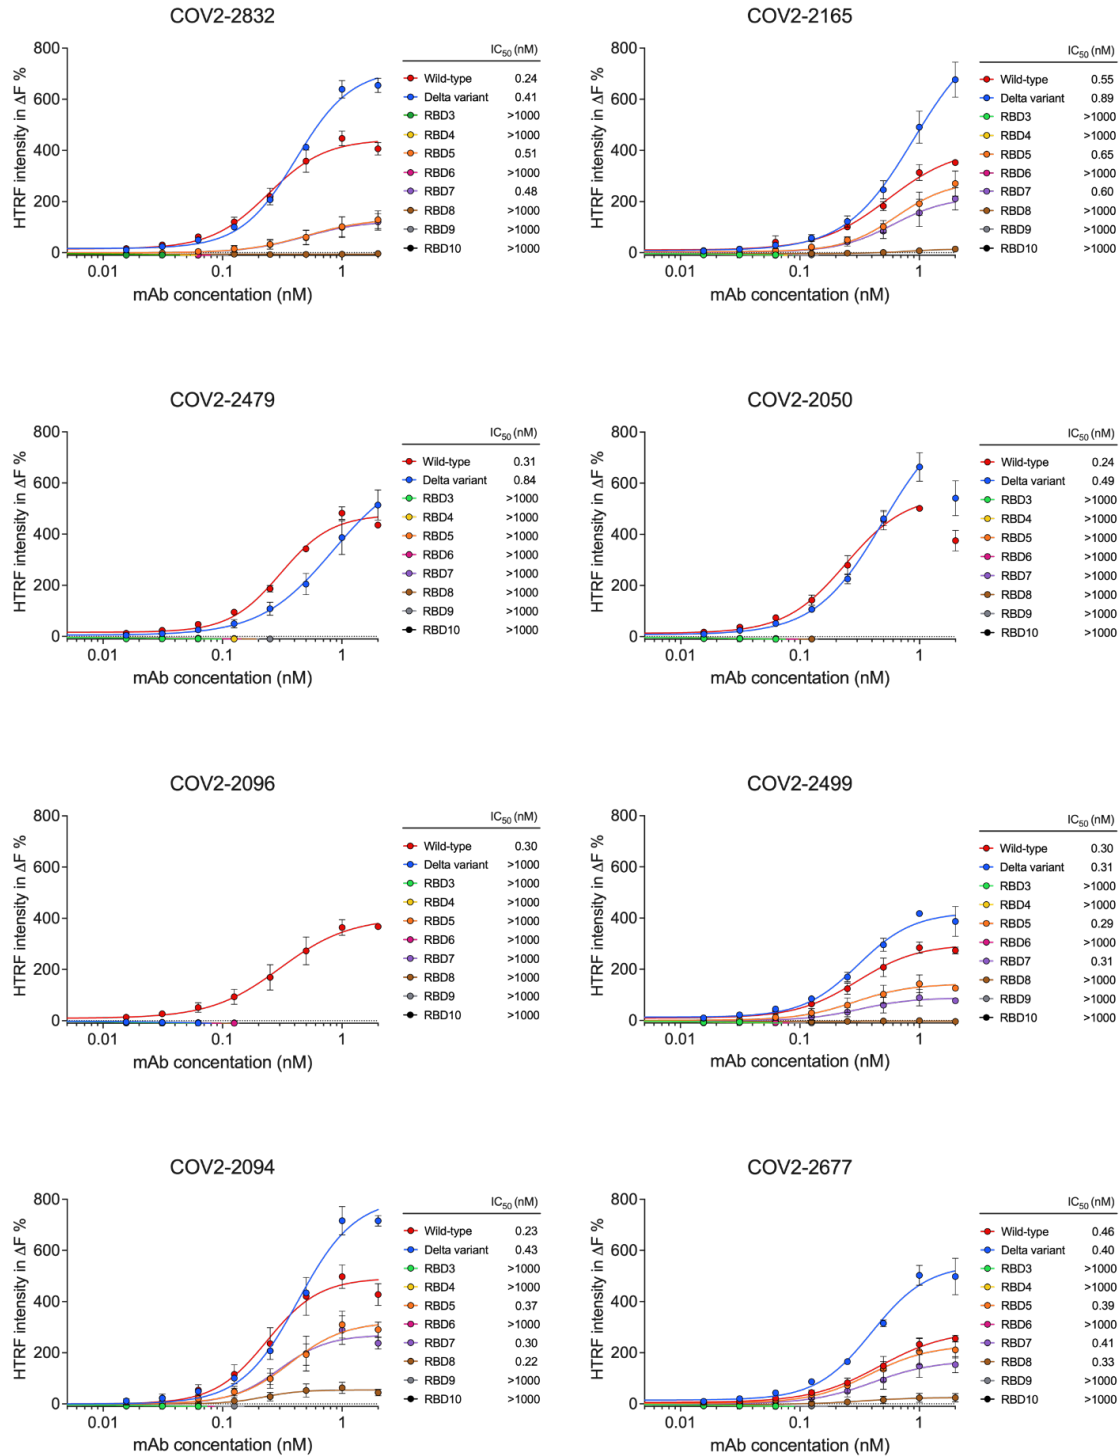 COV2-2832
HTRF intensity in ΔF %
800
600
400
200
0
0.01 0.1 1
mAb concentration (nM)
IC50 (nM)
Wild-type 0.24
Delta variant 0.41
RBD3 >1000
RBD4 >1000
RBD5 0.51
RBD6 >1000
RBD7 0.48
RBD8 >1000
RBD9 >1000
RBD10 >1000
COV2-2165
HTRF intensity in ΔF %
800
600
400
200
0
0.01 0.1 1
mAb concentration (nM)
IC50 (nM)
Wild-type 0.55
Delta variant 0.89
RBD3 >1000
RBD4 >1000
RBD5 0.65
RBD6 >1000
RBD7 0.60
RBD8 >1000
RBD9 >1000
RBD10 >1000
COV2-2479
HTRF intensity in ΔF %
800
600
400
200
0
0.01 0.1 1
mAb concentration (nM)
IC50 (nM)
Wild-type 0.31
Delta variant 0.84
RBD3 >1000
RBD4 >1000
RBD5 >1000
RBD6 >1000
RBD7 >1000
RBD8 >1000
RBD9 >1000
RBD10 >1000
COV2-2050
HTRF intensity in ΔF %
800
600
400
200
0
0.01 0.1 1
mAb concentration (nM)
IC50 (nM)
Wild-type 0.24
Delta variant 0.49
RBD3 >1000
RBD4 >1000
RBD5 >1000
RBD6 >1000
RBD7 >1000
RBD8 >1000
RBD9 >1000
RBD10 >1000
COV2-2096
HTRF intensity in ΔF %
800
600
400
200
0
0.01 0.1 1
mAb concentration (nM)
IC50 (nM)
Wild-type 0.30
Delta variant >1000
RBD3 >1000
RBD4 >1000
RBD5 >1000
RBD6 >1000
RBD7 >1000
RBD8 >1000
RBD9 >1000
RBD10 >1000
COV2-2499
HTRF intensity in ΔF %
800
600
400
200
0
0.01 0.1 1
mAb concentration (nM)
IC50 (nM)
Wild-type 0.30
Delta variant 0.31
RBD3 >1000
RBD4 >1000
RBD5 0.29
RBD6 >1000
RBD7 0.31
RBD8 >1000
RBD9 >1000
RBD10 >1000
COV2-2094
HTRF intensity in ΔF %
800
600
400
200
0
0.01 0.1 1
mAb concentration (nM)
IC50 (nM)
Wild-type 0.23
Delta variant 0.43
RBD3 >1000
RBD4 >1000
RBD5 0.37
RBD6 >1000
RBD7 0.30
RBD8 0.22
RBD9 >1000
RBD10 >1000
COV2-2677
HTRF intensity in ΔF %
800
600
400
200
0
0.01 0.1 1
mAb concentration (nM)
IC50 (nM)
Wild-type 0.46
Delta variant 0.40
RBD3 >1000
RBD4 >1000
RBD5 0.39
RBD6 >1000
RBD7 0.41
RBD8 0.33
RBD9 >1000
RBD10 >1000